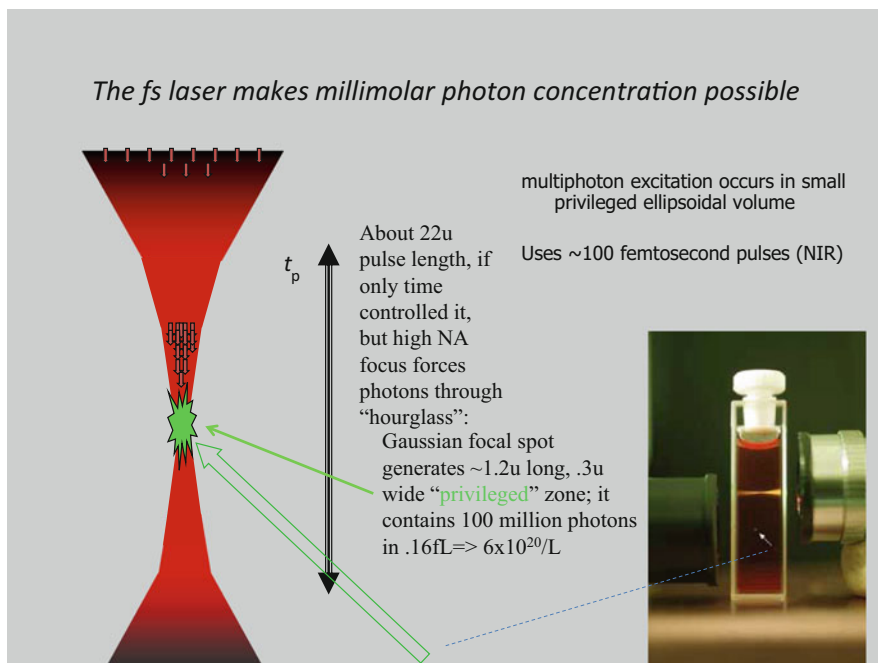 The fs laser makes millimolar photon concentration possible
multiphoton excitation occurs in small
privileged ellipsoidal volume
Uses ~100 femtosecond pulses (NIR)
tₚ
About 22u
pulse length, if
only time
controlled it,
but high NA
focus forces
photons through
“hourglass”:
Gaussian focal spot
generates ~1.2u long, .3u
wide “privileged” zone; it
contains 100 million photons
in .16fL=> 6x10²⁰/L